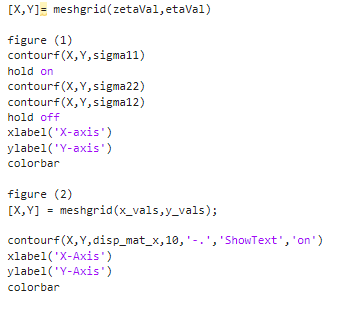 [X,Y]= meshgrid(zetaVal,etaVal)
figure (1)
contourf(X,Y,sigma11)
hold on
contourf(X,Y,sigma22)
contourf(X,Y,sigma12)
hold off
xlabel('X-axis')
ylabel('Y-axis')
colorbar
figure (2)
[X,Y] = meshgrid(x_vals,y_vals);
contourf(X,Y,disp_mat_x,10,'-.','ShowText','on')
xlabel('X-Axis')
ylabel('Y-Axis')
colorbar